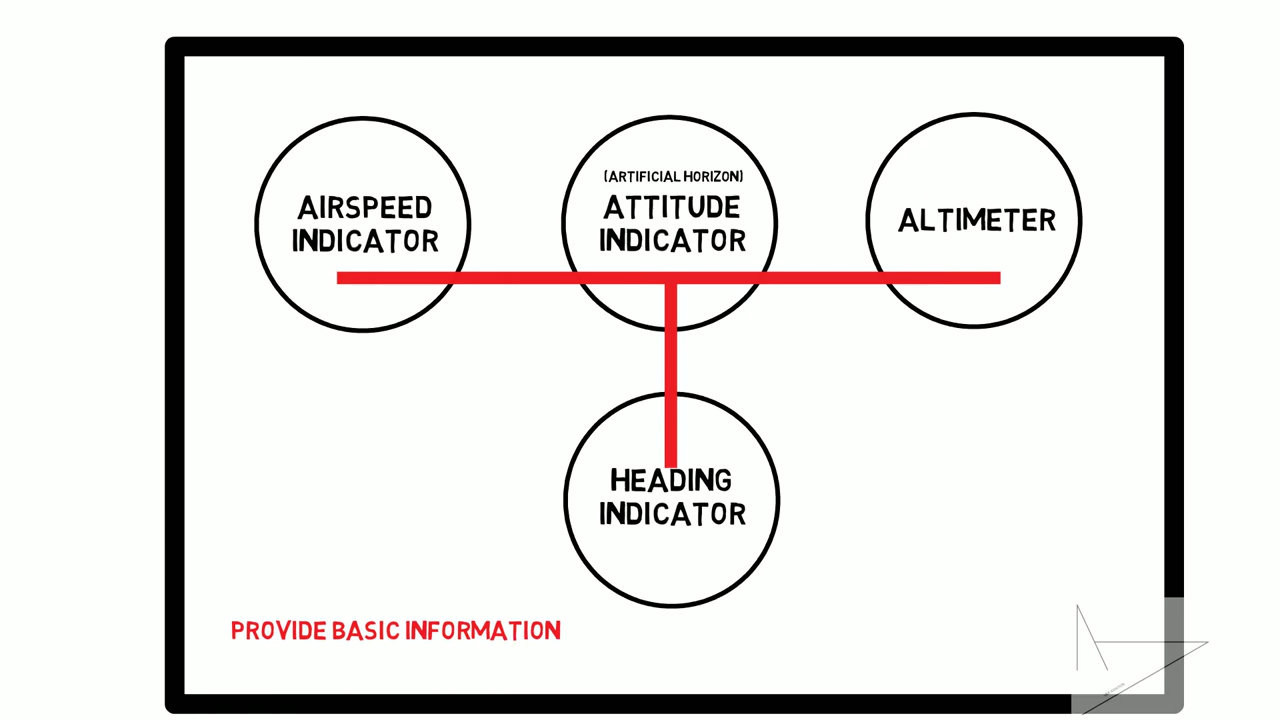 AIRSPEED
INDICATOR
(ARTIFICIAL HORIZON)
ATTITUDE
INDICATOR
ALTIMETER
HEADING
INDICATOR
PROVIDE BASIC INFORMATION